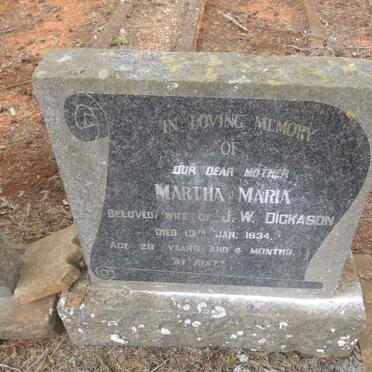 IN LOVING MEMORY
OF
OUR DEAR MOTHER
MARTHA MARIA
BELOVED WIFE OF J. W. DICKASON
DIED 13TH JAN. 1934.
AGE 28 YEARS AND 4 MONTHS.
"AT REST"